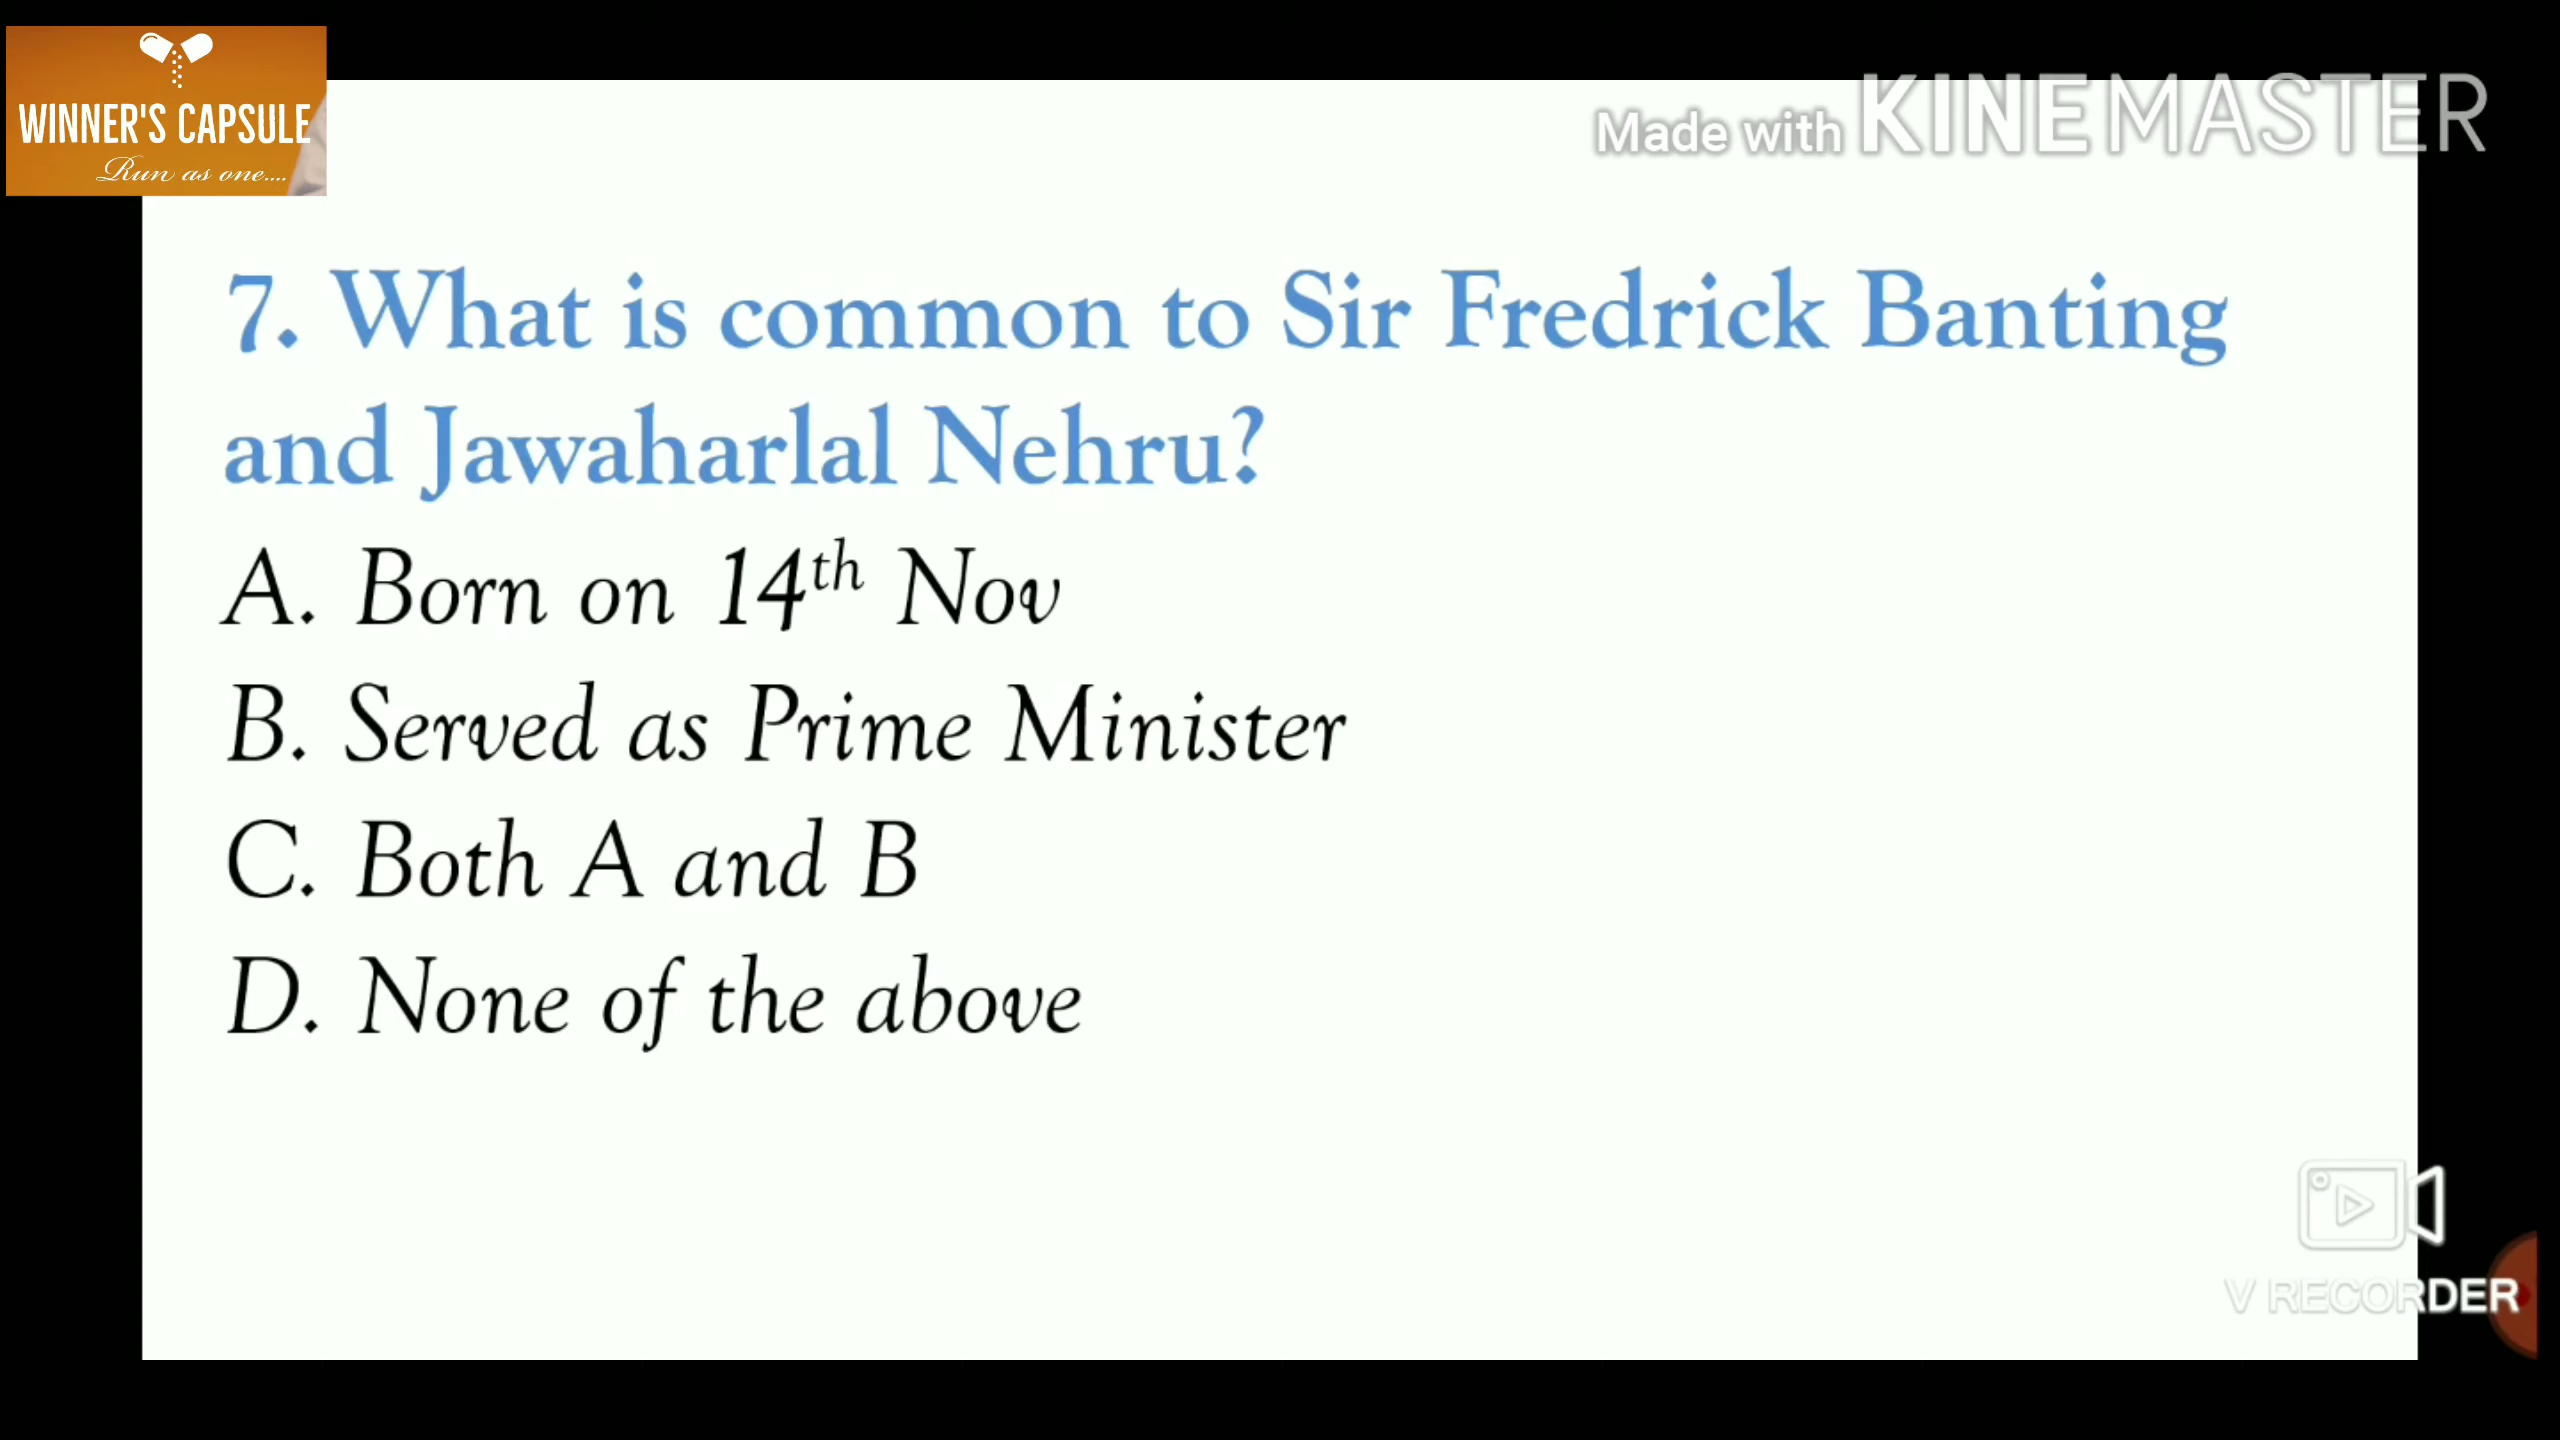 WINNER'S CAPSULE
Run as one....
Made with KINEMASTER
7. What is common to Sir Fredrick Banting
and Jawaharlal Nehru?
A. Born on 14th Nov
B. Served as Prime Minister
C. Both A and B
D. None of the above
V RECORDER